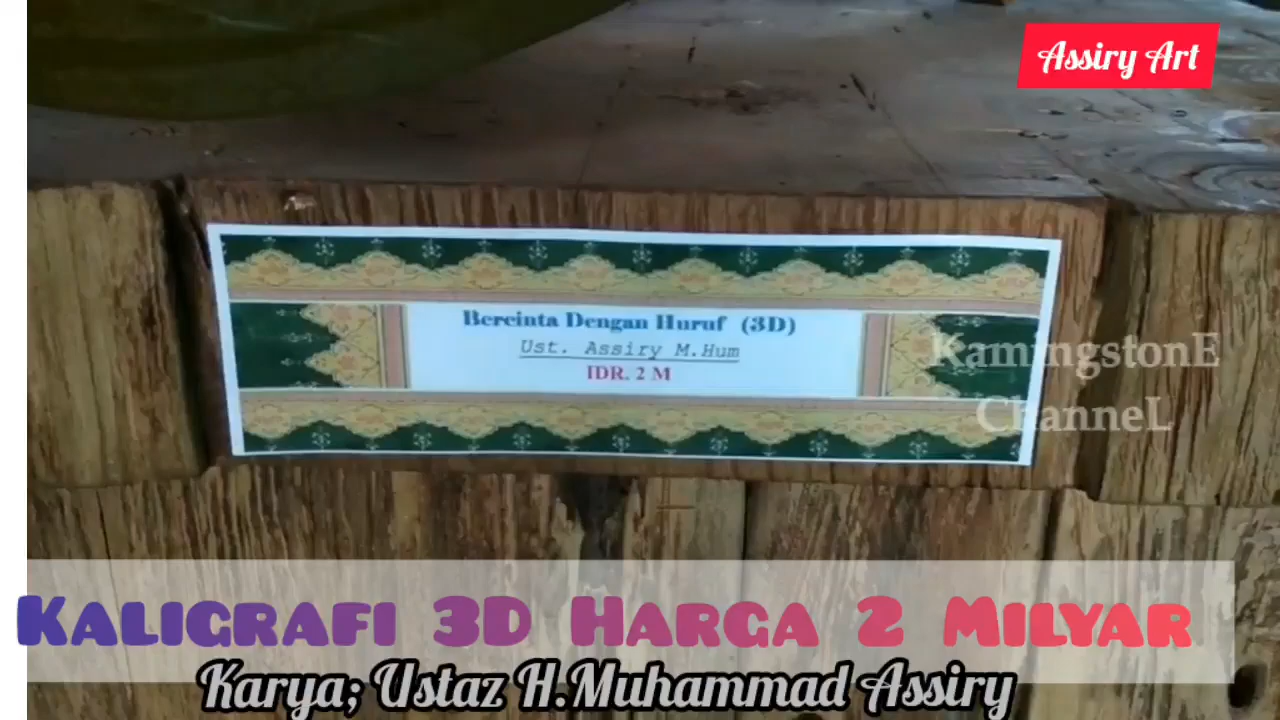 Assiry Art
Bercinta Dengan Huruf (3D)
Ust. Assiry M.Hum
IDR. 2 M
KamingstonE
ChanneL
Kaligrafi 3D Harga 2 Milyar
Karya; Ustaz H.Muhammad Assiry